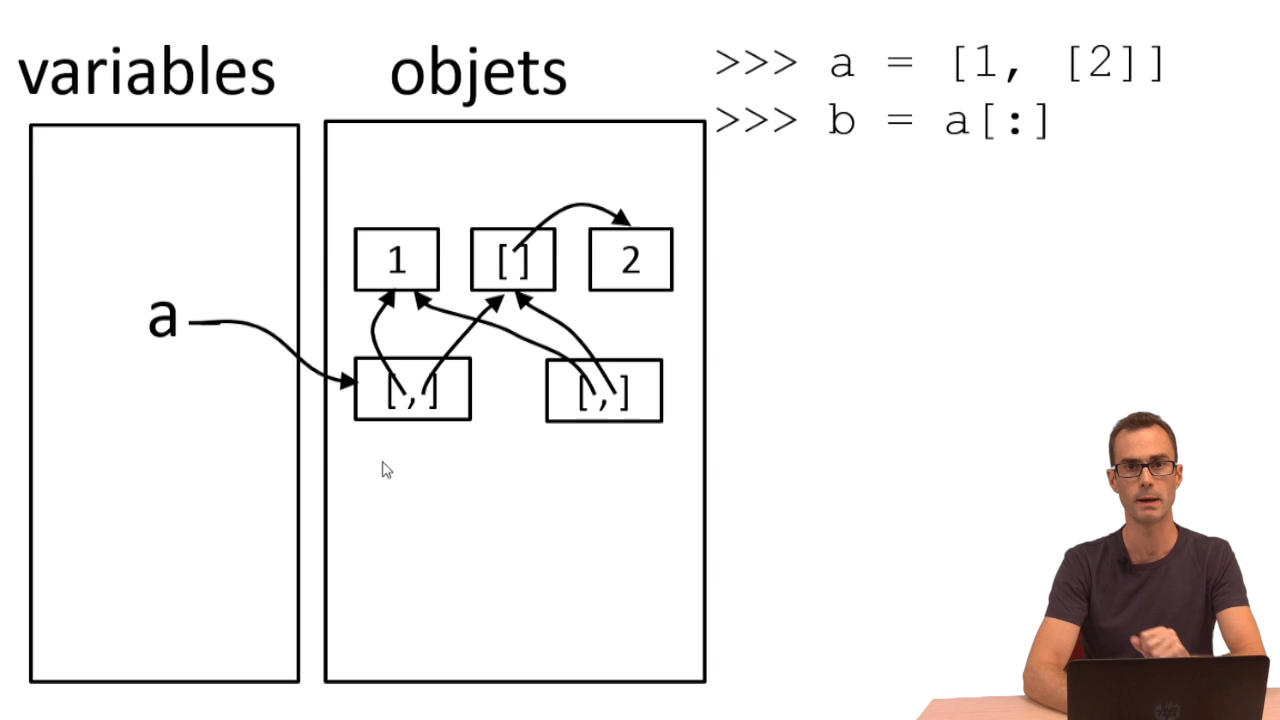 variables
objets
>>> a = [1, [2]]
>>> b = a[:]
1
[]
2
a
[,]
[,]